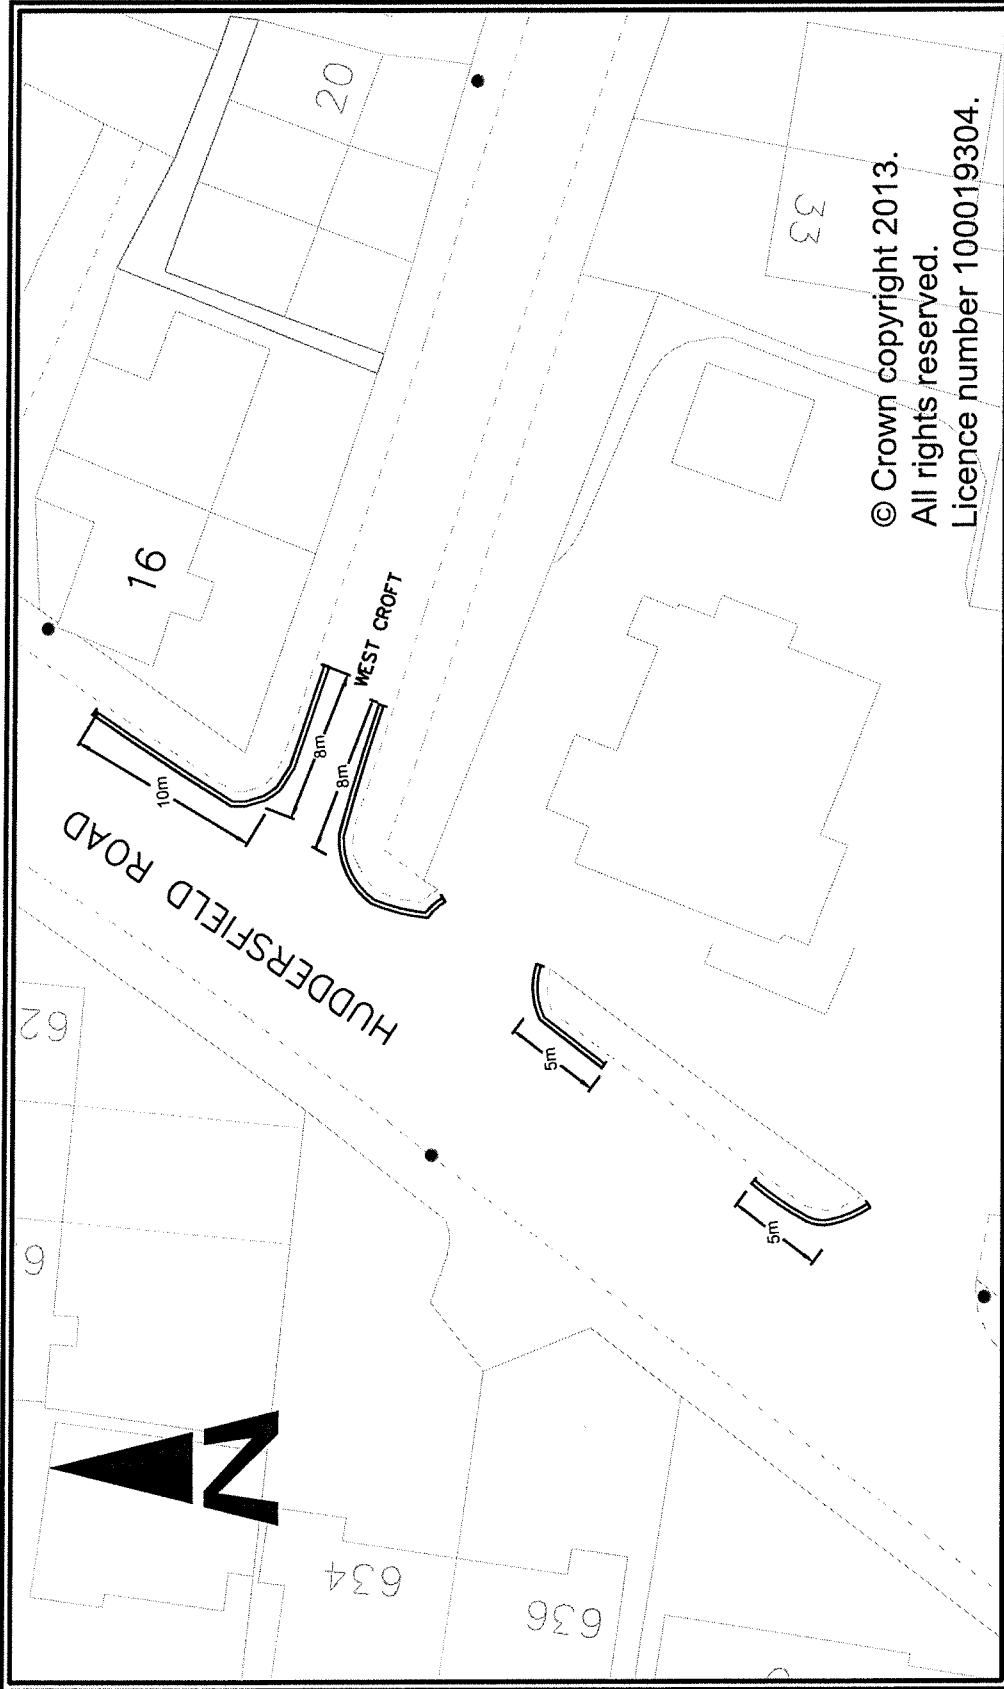 20
33
16
WEST CROFT
10m
8m
8m
HUDDERSFIELD ROAD
62
5m
5m
6
N
634
636
© Crown copyright 2013.
All rights reserved.
Licence number 100019304.